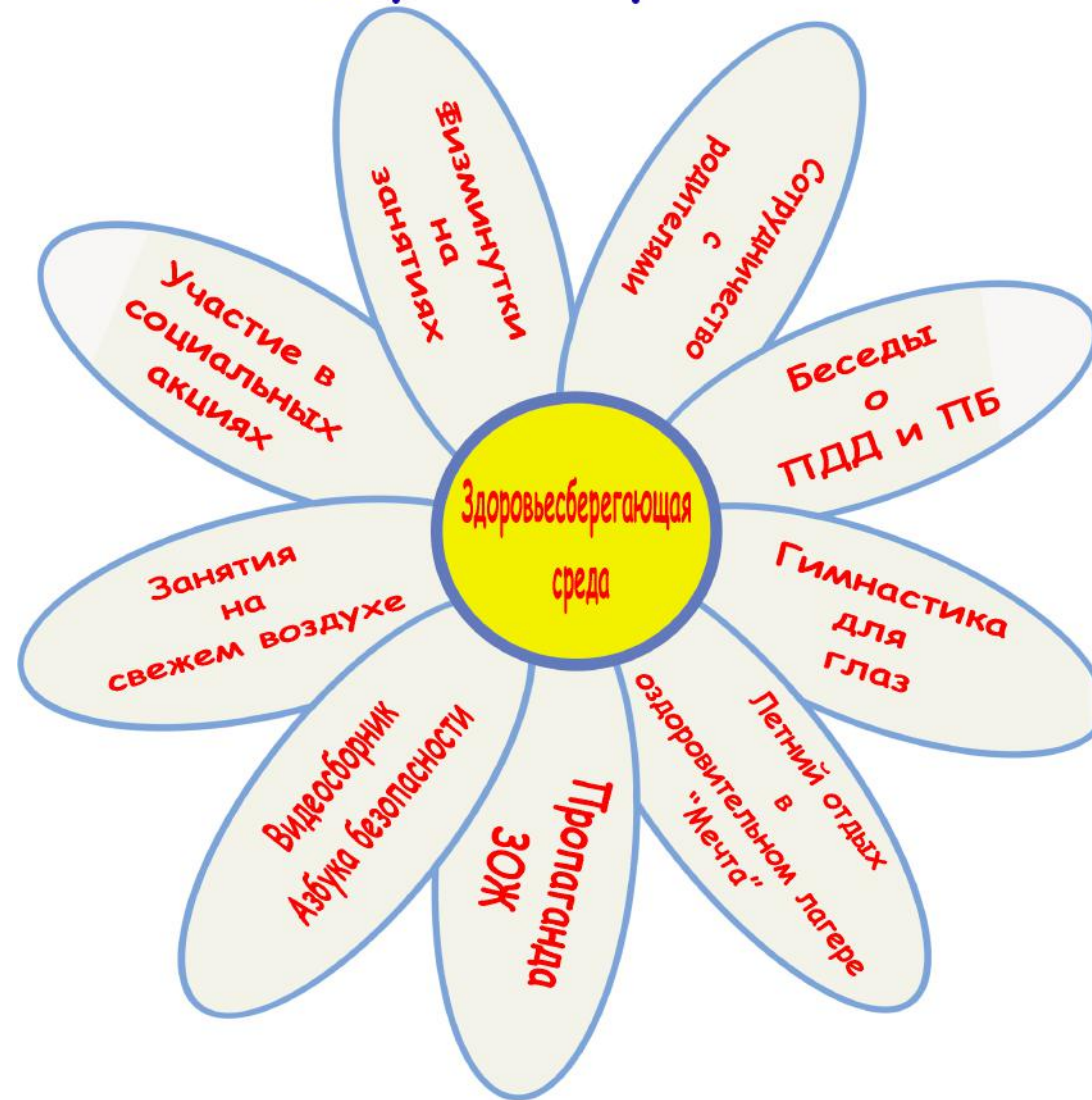 Физминутки
на
занятиях
Сотрудничество
с
родителями
Беседы
о
ПДД и ПБ
Гимнастика
для
глаз
Летний отдых
в
оздоровительном лагере
"Мечта"
Пропаганда
ЗОЖ
Видеосборник
Азбука безопасности
Занятия
на
свежем воздухе
Участие в
социальных
акциях
Здоровьесберегающая
среда